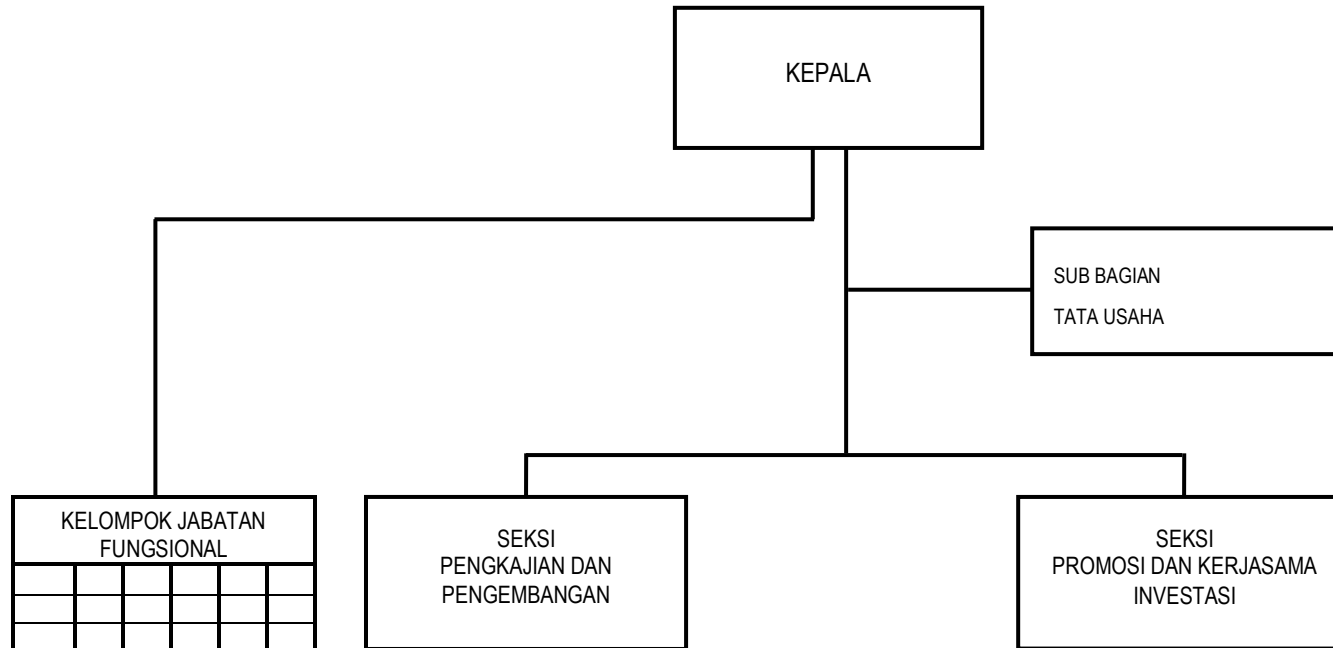 KEPALA
SUB BAGIAN
TATA USAHA
KELOMPOK JABATAN
FUNGSIONAL
SEKSI
PENGKAJIAN DAN
PENGEMBANGAN
SEKSI
PROMOSI DAN KERJASAMA
INVESTASI